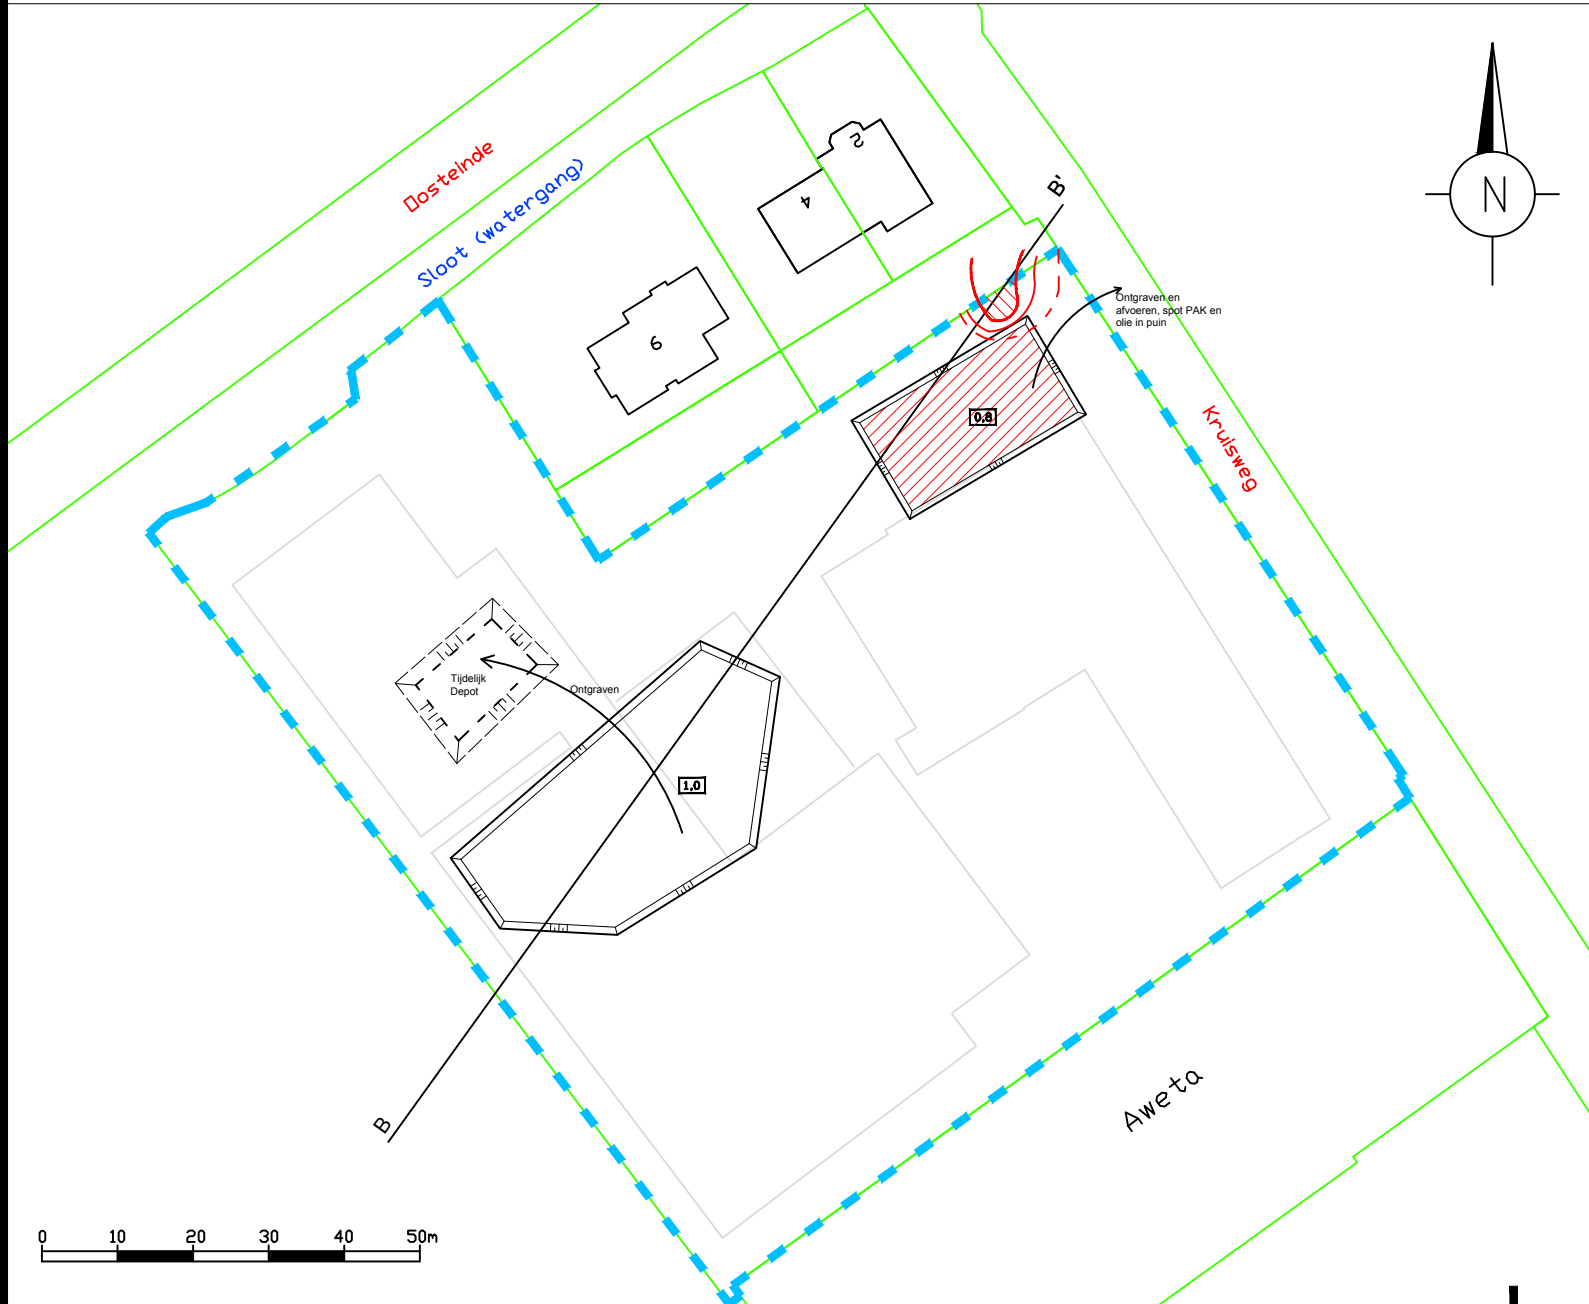 Oosteinde
Sloot (watergang)
2
4
6
B'
N
Ontgraven en
afvoeren, spot PAK en
olie in puin
0,8
Kruisweg
Tijdelijk
Depot
Ontgraven
1,0
B
Aweta
0 10 20 30 40 50m